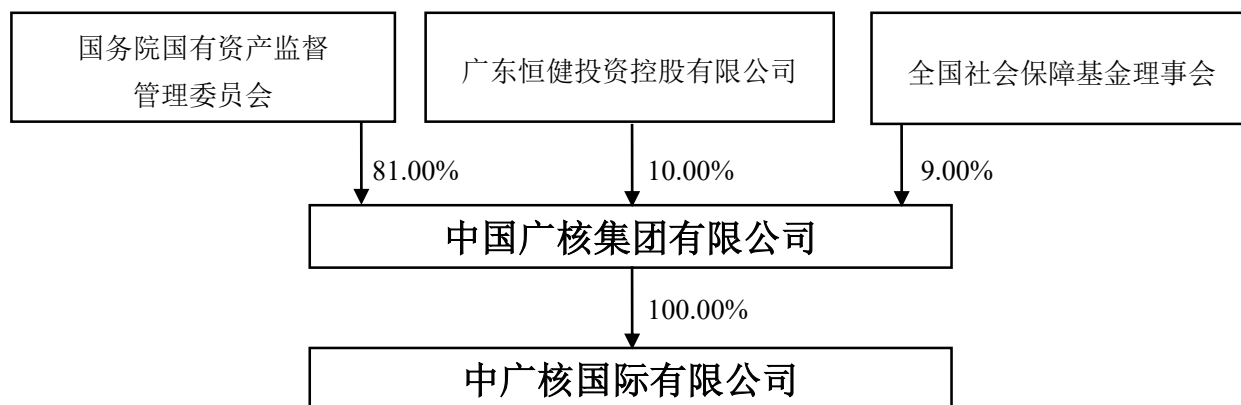 国务院国有资产监督
管理委员会
广东恒健投资控股有限公司
全国社会保障基金理事会
81.00%
10.00%
9.00%
中国广核集团有限公司
100.00%
中广核国际有限公司